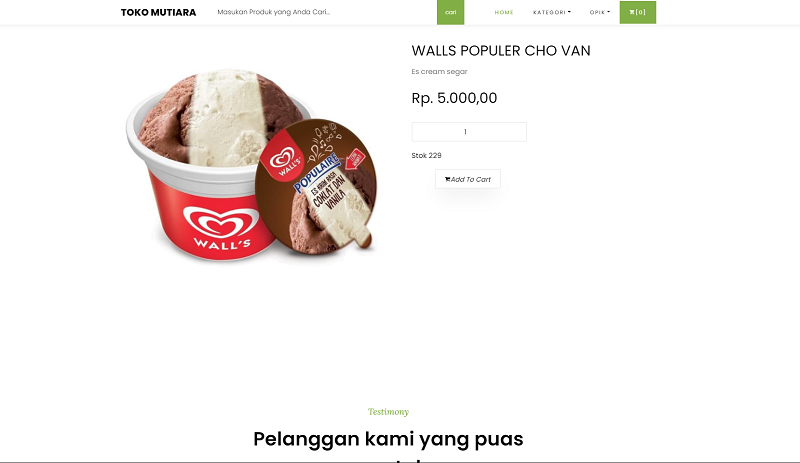 TOKO MUTIARA
Masukan Produk yang Anda Cari...
cari
HOME
KATEGORI
OPIK
[0]
WALLS POPULER CHO VAN
Es cream segar
Rp. 5.000,00
1
Stok 229
Add To Cart
WALL'S
WALL'S
POPULAIRE
ES KRIM RASA
COKLAT DAN
VANILA
Testimony
Pelanggan kami yang puas